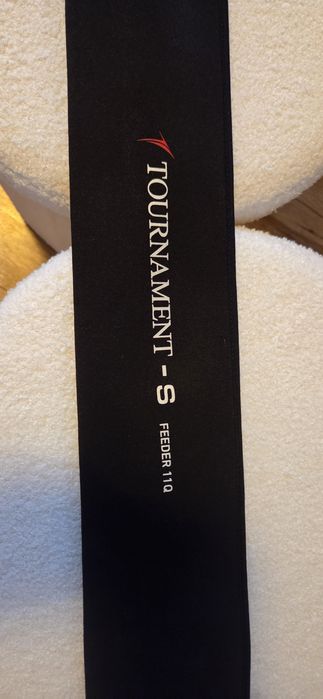 TOURNAMENT - S FEEDER 11Q